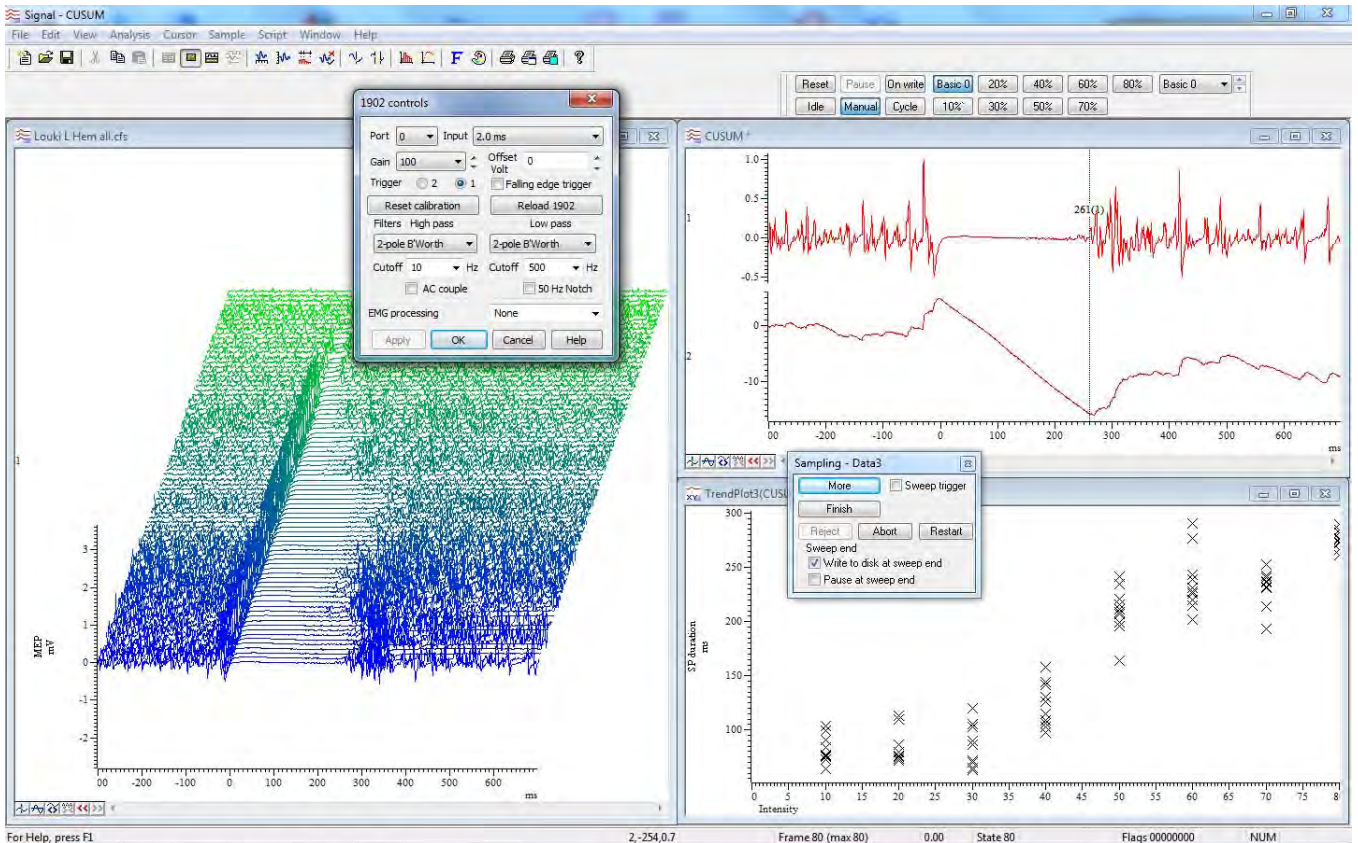 Signal - CUSUM
File Edit View Analysis Cursor Sample Script Window Help
Reset Pause On write Basic 0 20% 40% 60% 80% Basic 0
Idle Manual Cycle 10% 30% 50% 70%
Louki L Hem all.cfs
1
3
2
1
0
-1
-2
MEP
mV
00 -200 -100 0 100 200 300 400 500 600
ms
1902 controls
Port 0 Input 2.0 ms
Gain 100 Offset Volt 0
Trigger 2 1 Falling edge trigger
Reset calibration Reload 1902
Filters High pass Low pass
2-pole B'Worth 2-pole B'Worth
Cutoff 10 Hz Cutoff 500 Hz
AC couple 50 Hz Notch
EMG processing None
Apply OK Cancel Help
CUSUM *
1.0
0.5
1
261(1)
0.0
-0.5
0
2
-10
00 -200 -100 0 100 200 300 400 500 600
ms
Sampling - Data3
More Sweep trigger
Finish
Reject Abort Restart
Sweep end
Write to disk at sweep end
Pause at sweep end
TrendPlot3(CUSU
300
250
200
150
100
SP duration
ms
0 5 10 15 20 25 30 35 40 45 50 55 60 65 70 75 80
Intensity
For Help, press F1 2,-254,0.7 Frame 80 (max 80) 0.00 State 80 Flags 00000000 NUM